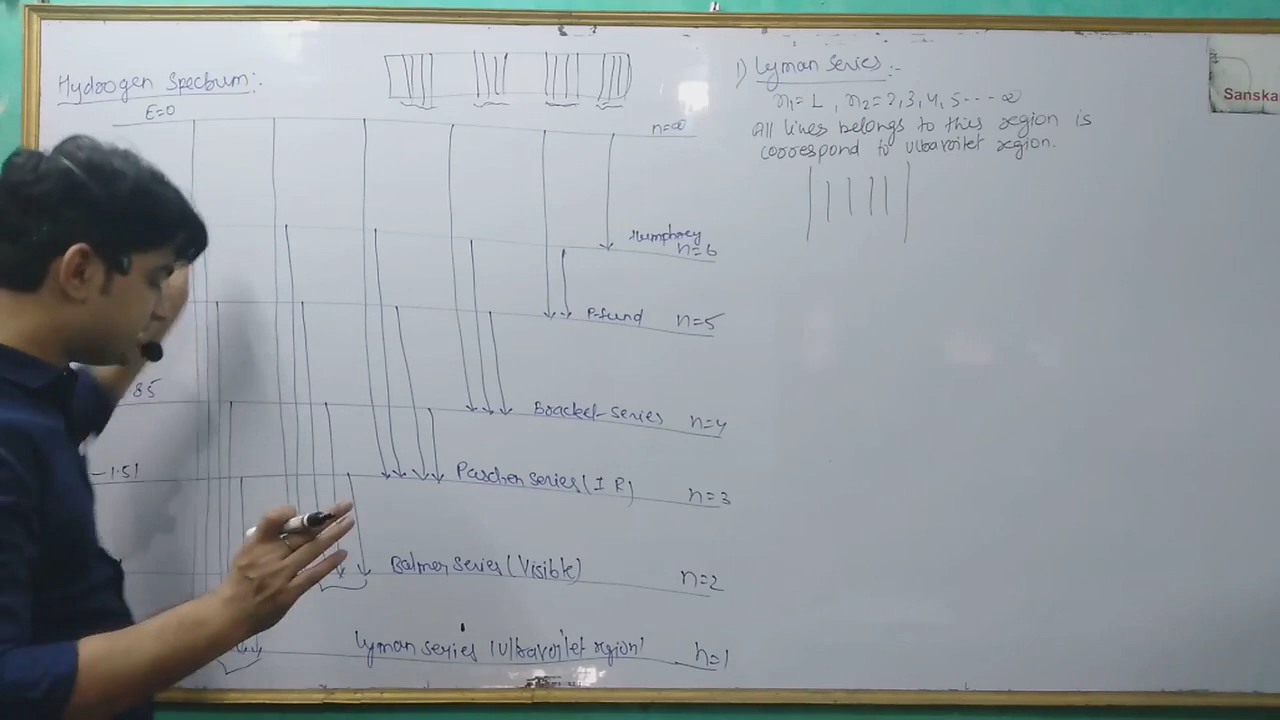 Hydrogen Spectrum:-
E=0
n=∞
Humphrey
n=6
P-fund n=5
85
Bracket-Series n=4
-1.51
Paschen Series (I R) n=3
Balmer Series (Visible) n=2
Lyman Series (Ultraviolet region) n=1
1) Lyman Series:-
n₁=1, n₂=2,3,4,5---∞
All lines belongs to this region is
correspond to ultraviolet region.
Sanska